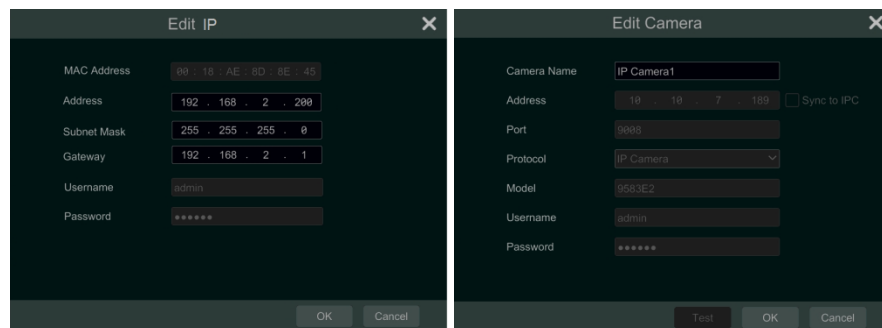 Edit IP
MAC Address 00 : 18 : AE : 8D : 8E : 45
Address 192 . 168 . 2 . 200
Subnet Mask 255 . 255 . 255 . 0
Gateway 192 . 168 . 2 . 1
Username admin
Password ●●●●●●
OK Cancel
Edit Camera
Camera Name IP Camera1
Address 10 . 10 . 7 . 189 Sync to IPC
Port 9008
Protocol IP Camera
Model 9583E2
Username admin
Password ●●●●●●
Test OK Cancel